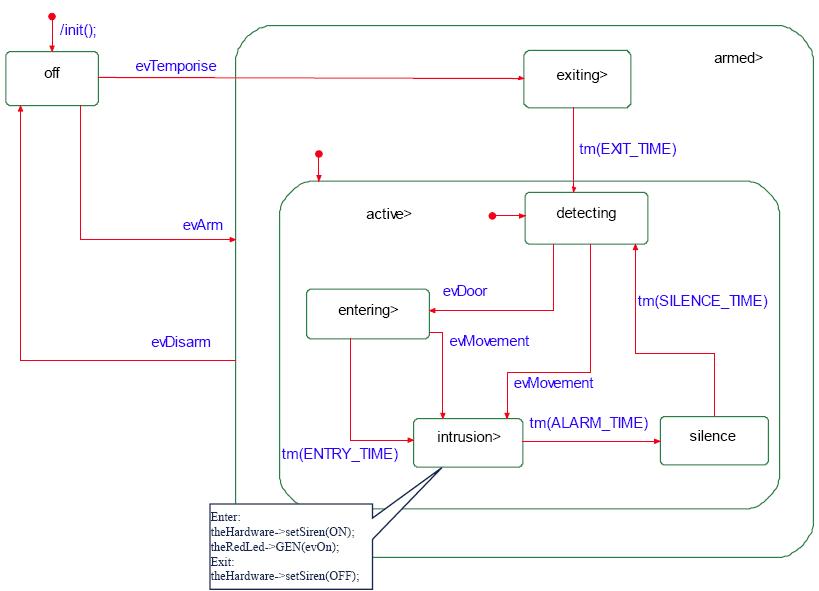 /init();
off
evTemporise
exiting>
armed>
tm(EXIT_TIME)
active>
detecting
evArm
evDoor
tm(SILENCE_TIME)
entering>
evDisarm
evMovement
evMovement
tm(ALARM_TIME)
intrusion>
silence
tm(ENTRY_TIME)
Enter:
theHardware->setSiren(ON);
theRedLed->GEN(evOn);
Exit:
theHardware->setSiren(OFF);